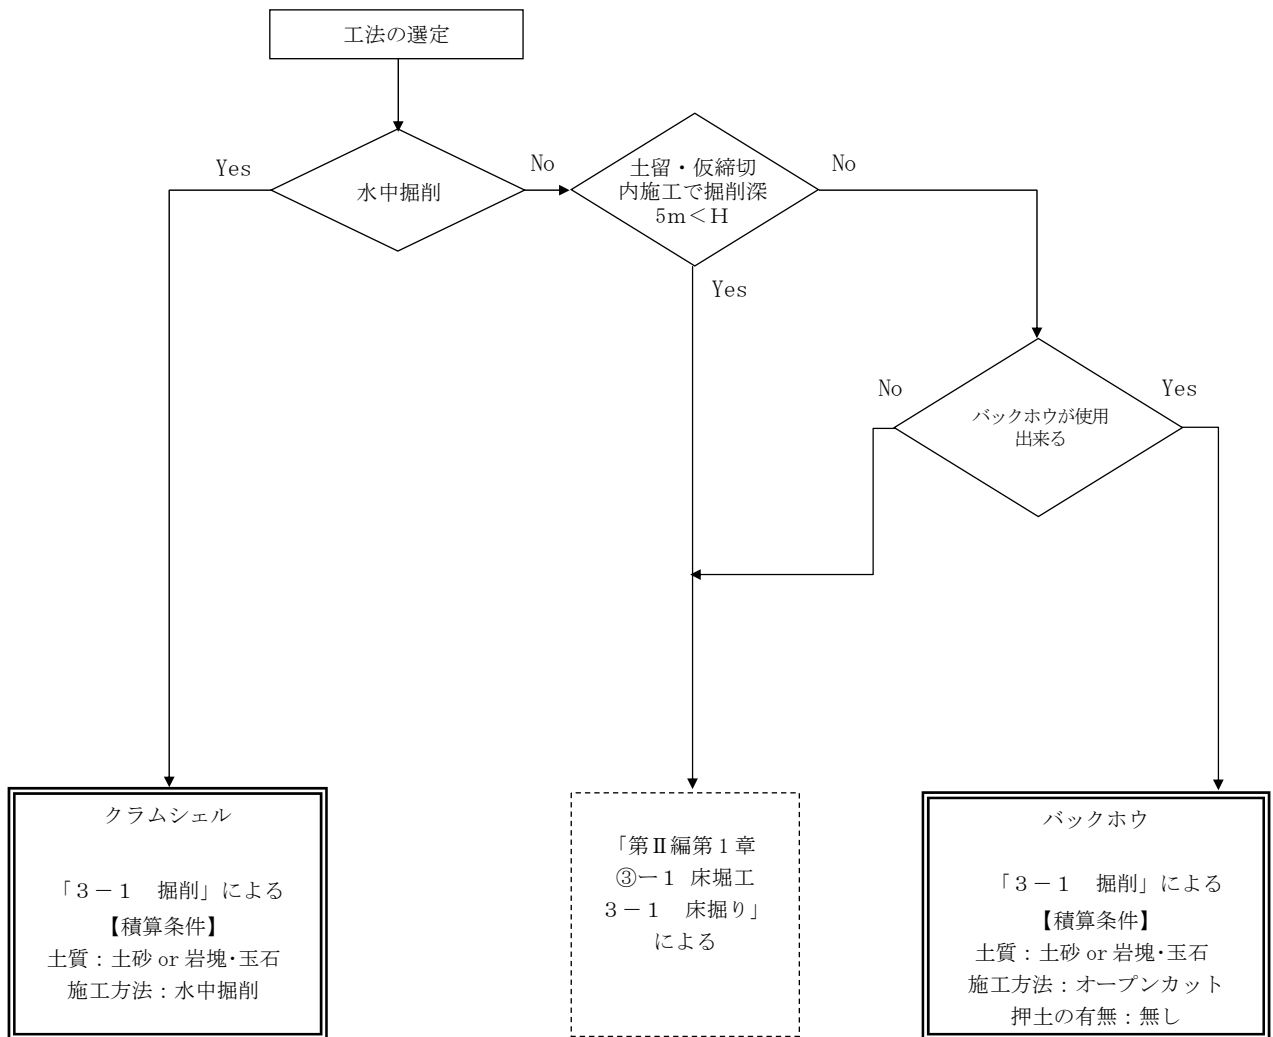 工法の選定
Yes
水中掘削
No
土留・仮締切
内施工で掘削深
5m＜H
No
Yes
No
バックホウが使用
出来る
Yes
クラムシェル
「３－１　掘削」による
【積算条件】
土質：土砂 or 岩塊・玉石
施工方法：水中掘削
「第Ⅱ編第１章
③ー１ 床堀工
３－１　床掘り」
による
バックホウ
「３－１　掘削」による
【積算条件】
土質：土砂 or 岩塊・玉石
施工方法：オープンカット
押土の有無：無し